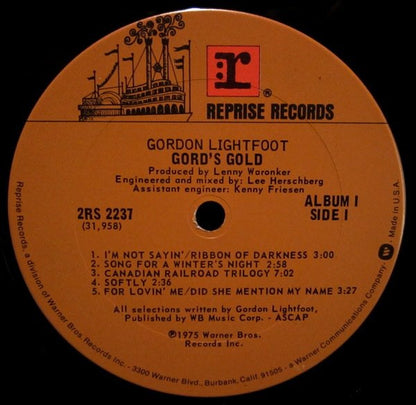 r
®
REPRISE RECORDS
GORDON LIGHTFOOT
GORD'S GOLD
Produced by Lenny Waronker
Engineered and mixed by: Lee Herschberg
Assistant engineer: Kenny Friesen
2RS 2237
(31,958)
ALBUM I
SIDE I
1. I'M NOT SAYIN'/RIBBON OF DARKNESS 3:00
2. SONG FOR A WINTER'S NIGHT 2:58
3. CANADIAN RAILROAD TRILOGY 7:02
4. SOFTLY 2:36
5. FOR LOVIN' ME/DID SHE MENTION MY NAME 3:27
All selections written by Gordon Lightfoot,
Published by WB Music Corp. - ASCAP
℗1975 Warner Bros.
Records Inc.
Reprise Records, a division of Warner Bros. Records Inc. - 3300 Warner Blvd., Burbank, Calif. 91505 - a Warner Communications Company
Made in U.S.A.